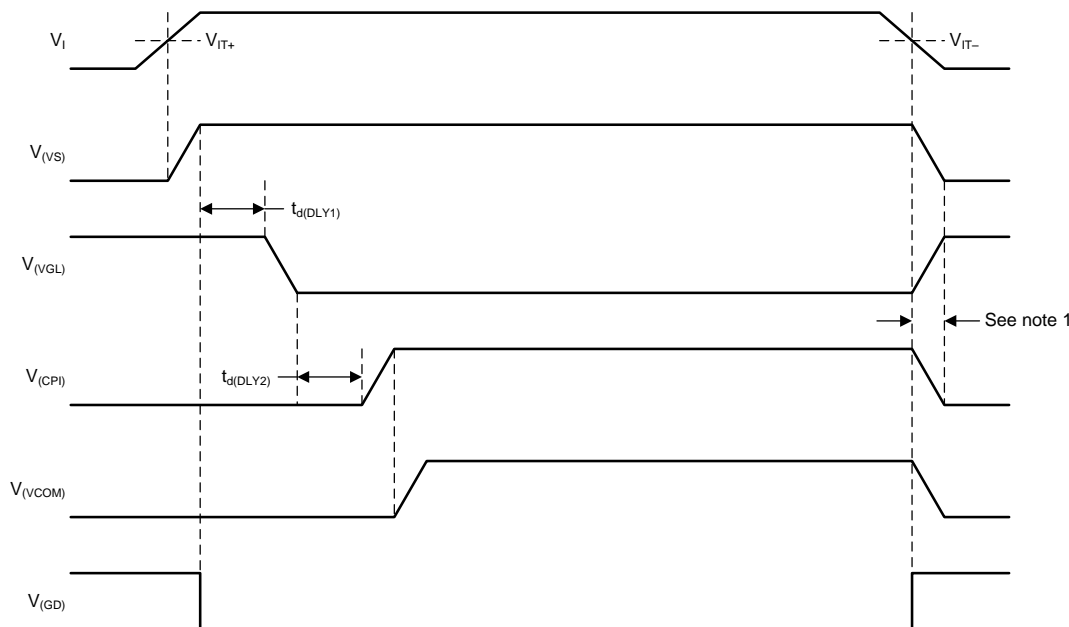 V_I
V_IT+
V_IT–
V_(VS)
t_d(DLY1)
V_(VGL)
See note 1
t_d(DLY2)
V_(CPI)
V_(VCOM)
V_(GD)